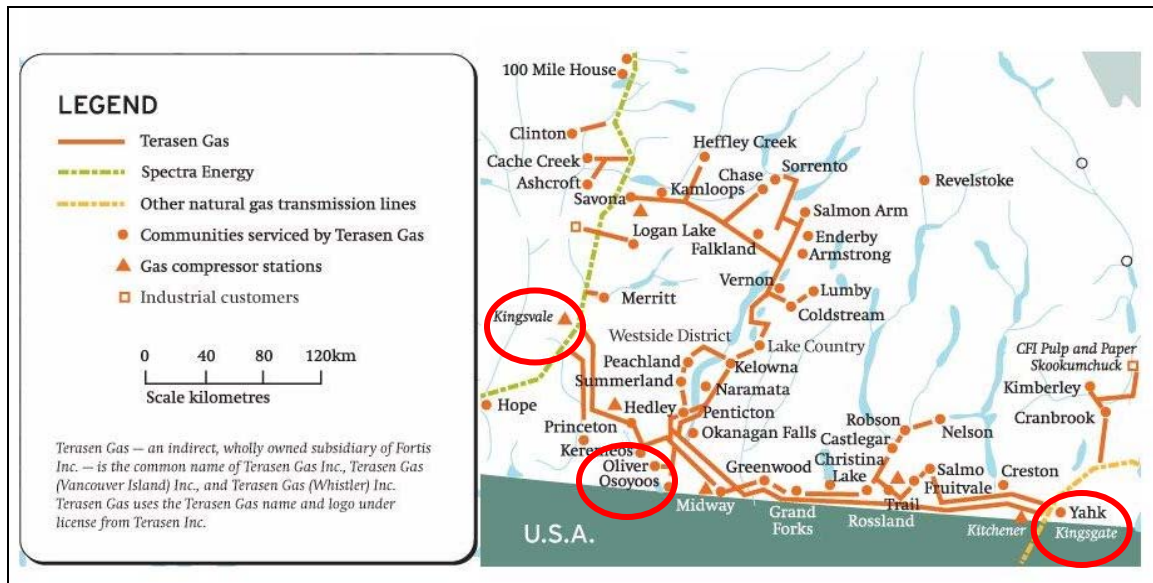 LEGEND
Terasen Gas
Spectra Energy
Other natural gas transmission lines
Communities serviced by Terasen Gas
Gas compressor stations
Industrial customers
0 40 80 120km
Scale kilometres
Terasen Gas — an indirect, wholly owned subsidiary of Fortis
Inc. — is the common name of Terasen Gas Inc., Terasen Gas
(Vancouver Island) Inc., and Terasen Gas (Whistler) Inc.
Terasen Gas uses the Terasen Gas name and logo under
license from Terasen Inc.
100 Mile House
Clinton
Cache Creek
Ashcroft
Savona
Heffley Creek
Chase
Sorrento
Kamloops
Revelstoke
Logan Lake
Salmon Arm
Falkland
Enderby
Armstrong
Vernon
Merritt
Lumby
Coldstream
Kingsvale
Westside District
Lake Country
Peachland
Kelowna
Summerland
Naramata
CFI Pulp and Paper
Skookumchuck
Kimberley
Hope
Hedley
Penticton
Princeton
Okanagan Falls
Robson
Nelson
Cranbrook
Castlegar
Keremeos
Oliver
Osoyoos
Greenwood
Christina
Lake
Salmo
Creston
Fruitvale
Midway
Grand
Forks
Trail
Rossland
Yahk
Kitchener
Kingsgate
U.S.A.